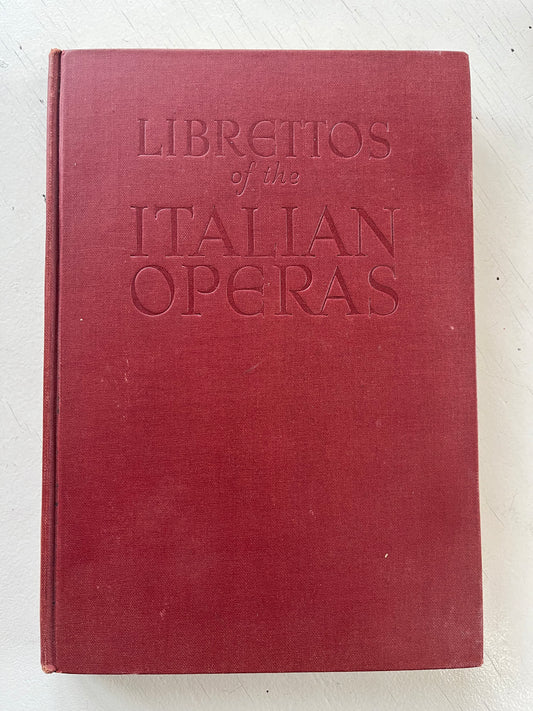 LIBRETTOS
of the
ITALIAN
OPERAS